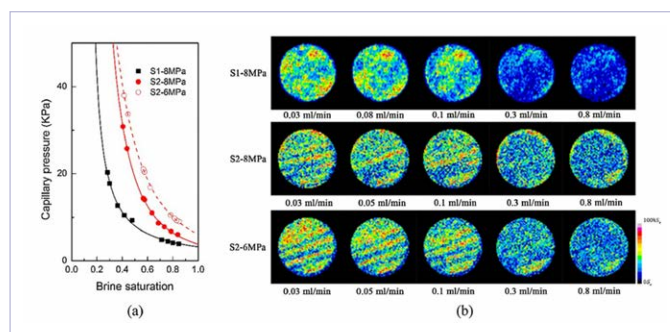 (a)
S1-8MPa
S2-8MPa
S2-6MPa
Capillary pressure (KPa)
40
20
0
0.0 0.2 0.4 0.6 0.8 1.0
Brine saturation
(a)
S1-8MPa
0.03 ml/min 0.08 ml/min 0.1 ml/min 0.3 ml/min 0.8 ml/min
S2-8MPa
0.03 ml/min 0.05 ml/min 0.1 ml/min 0.3 ml/min 0.8 ml/min
S2-6MPa
0.03 ml/min 0.05 ml/min 0.1 ml/min 0.3 ml/min 0.8 ml/min
(b)